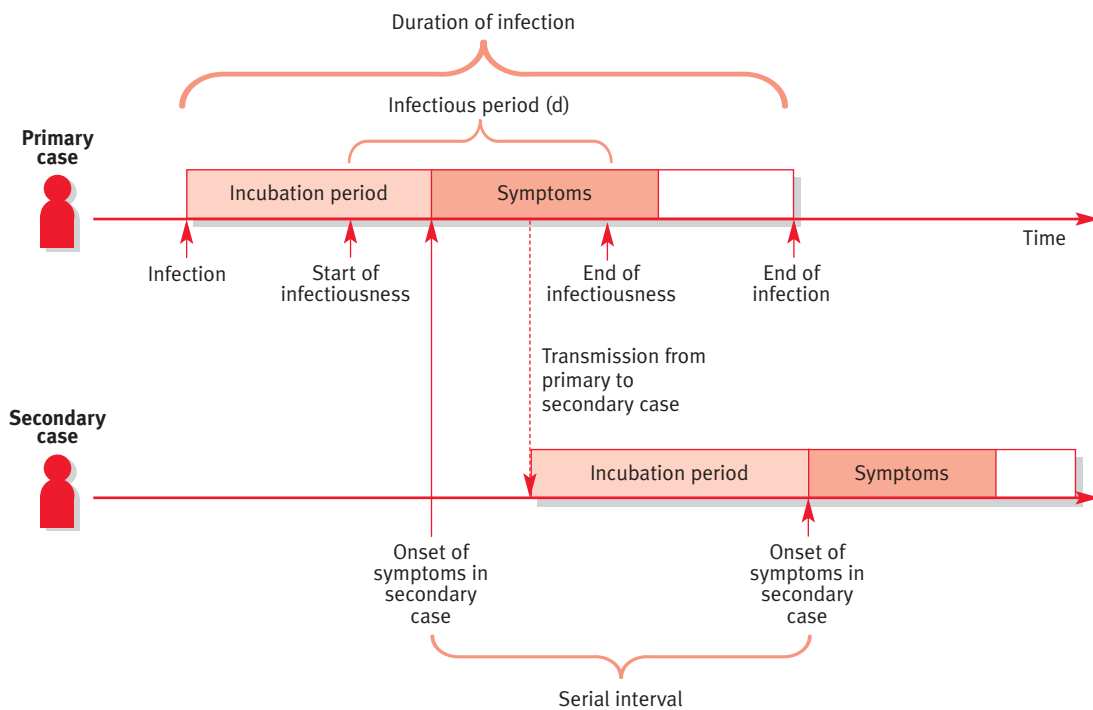 Duration of infection
Infectious period (d)
Primary
case
Incubation period
Symptoms
Time
Infection
Start of
infectiousness
End of
infectiousness
End of
infection
Transmission from
primary to
secondary case
Secondary
case
Incubation period
Symptoms
Onset of
symptoms in
secondary
case
Onset of
symptoms in
secondary
case
Serial interval